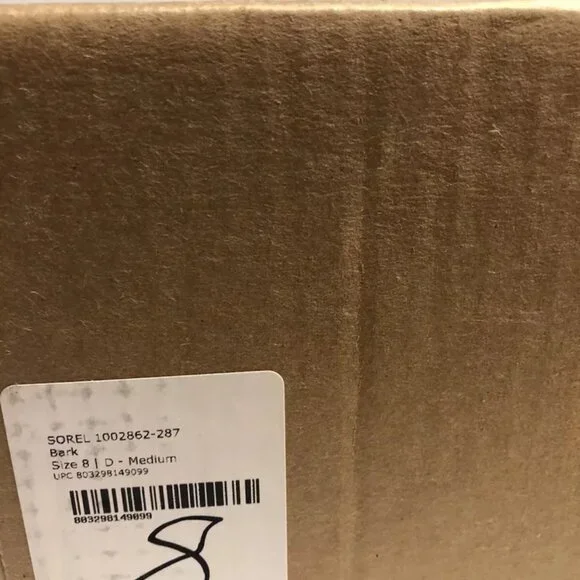 SOREL 1002862-287
Bark
Size 8 | D - Medium
UPC 803298149099
803298149099
8